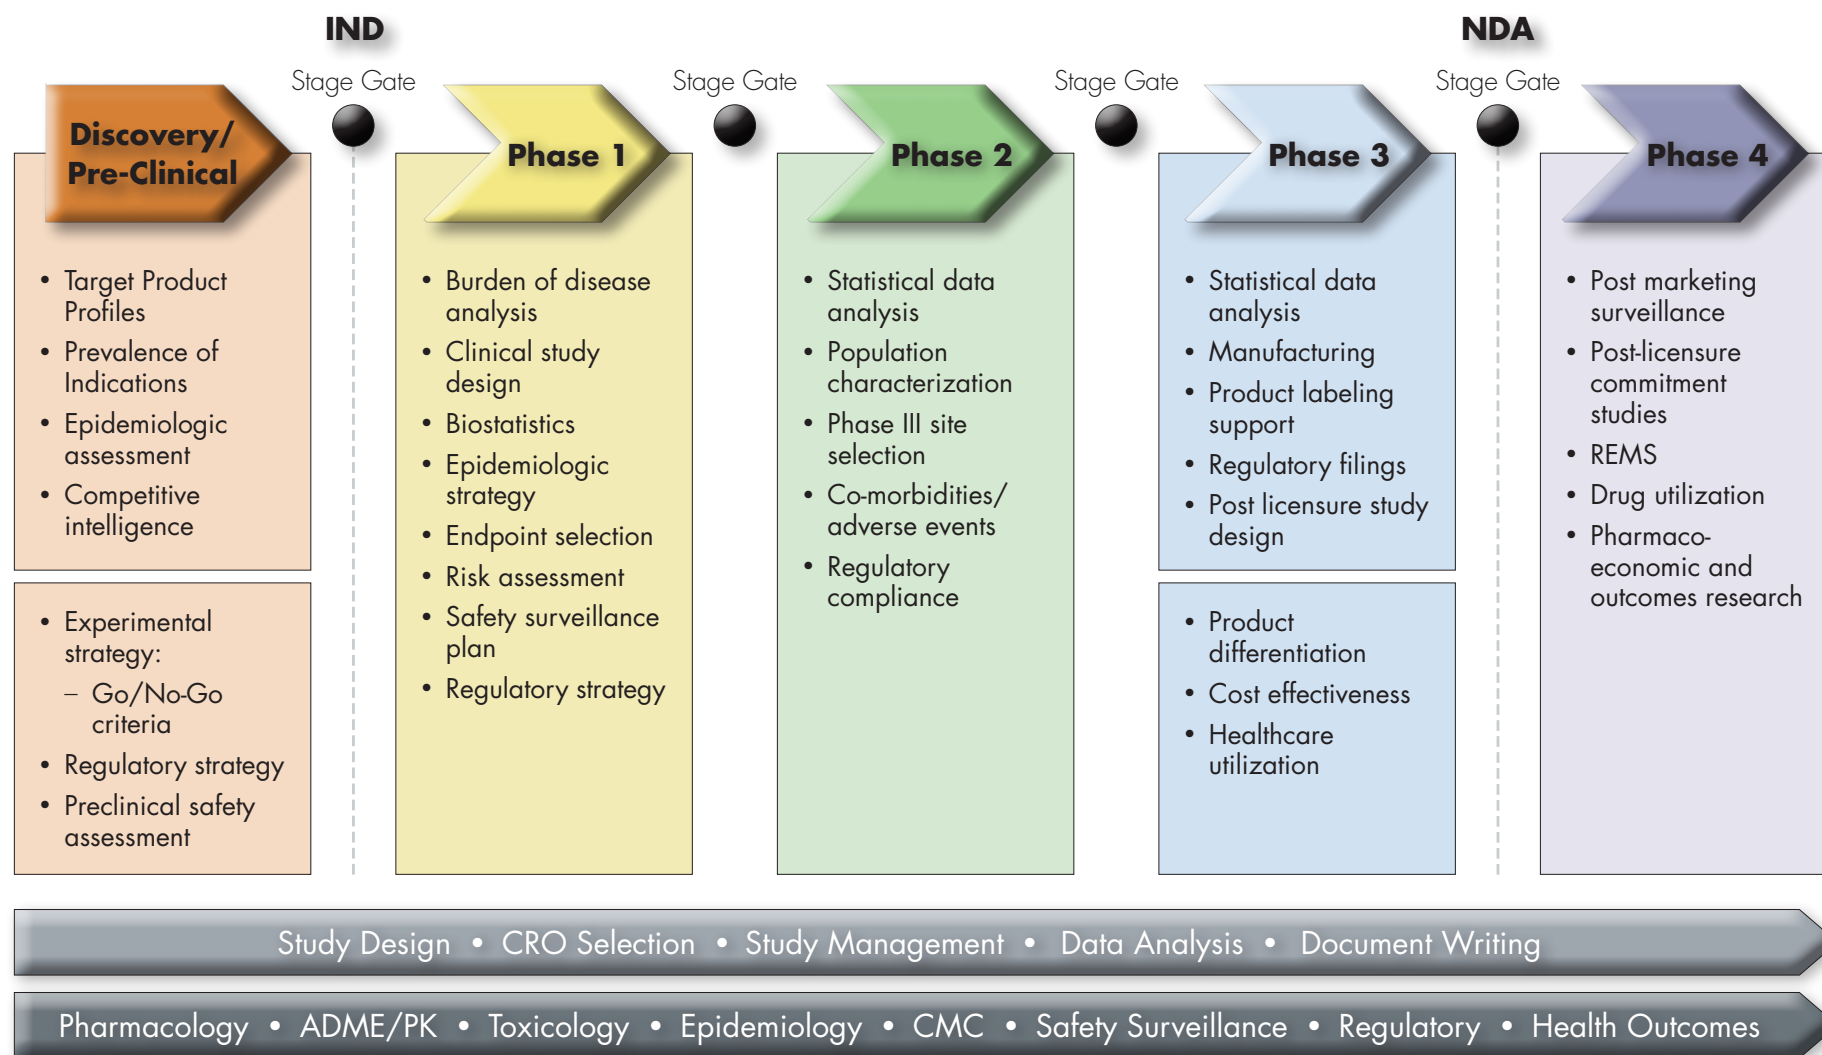 IND
NDA
Stage Gate
Stage Gate
Stage Gate
Stage Gate
Discovery/
Pre-Clinical
• Target Product
Profiles
• Prevalence of
Indications
• Epidemiologic
assessment
• Competitive
intelligence
• Experimental
strategy:
– Go/No-Go
criteria
• Regulatory strategy
• Preclinical safety
assessment
Phase 1
• Burden of disease
analysis
• Clinical study
design
• Biostatistics
• Epidemiologic
strategy
• Endpoint selection
• Risk assessment
• Safety surveillance
plan
• Regulatory strategy
Phase 2
• Statistical data
analysis
• Population
characterization
• Phase III site
selection
• Co-morbidities/
adverse events
• Regulatory
compliance
Phase 3
• Statistical data
analysis
• Manufacturing
• Product labeling
support
• Regulatory filings
• Post licensure study
design
• Product
differentiation
• Cost effectiveness
• Healthcare
utilization
Phase 4
• Post marketing
surveillance
• Post-licensure
commitment
studies
• REMS
• Drug utilization
• Pharmaco-
economic and
outcomes research
Study Design • CRO Selection • Study Management • Data Analysis • Document Writing
Pharmacology • ADME/PK • Toxicology • Epidemiology • CMC • Safety Surveillance • Regulatory • Health Outcomes